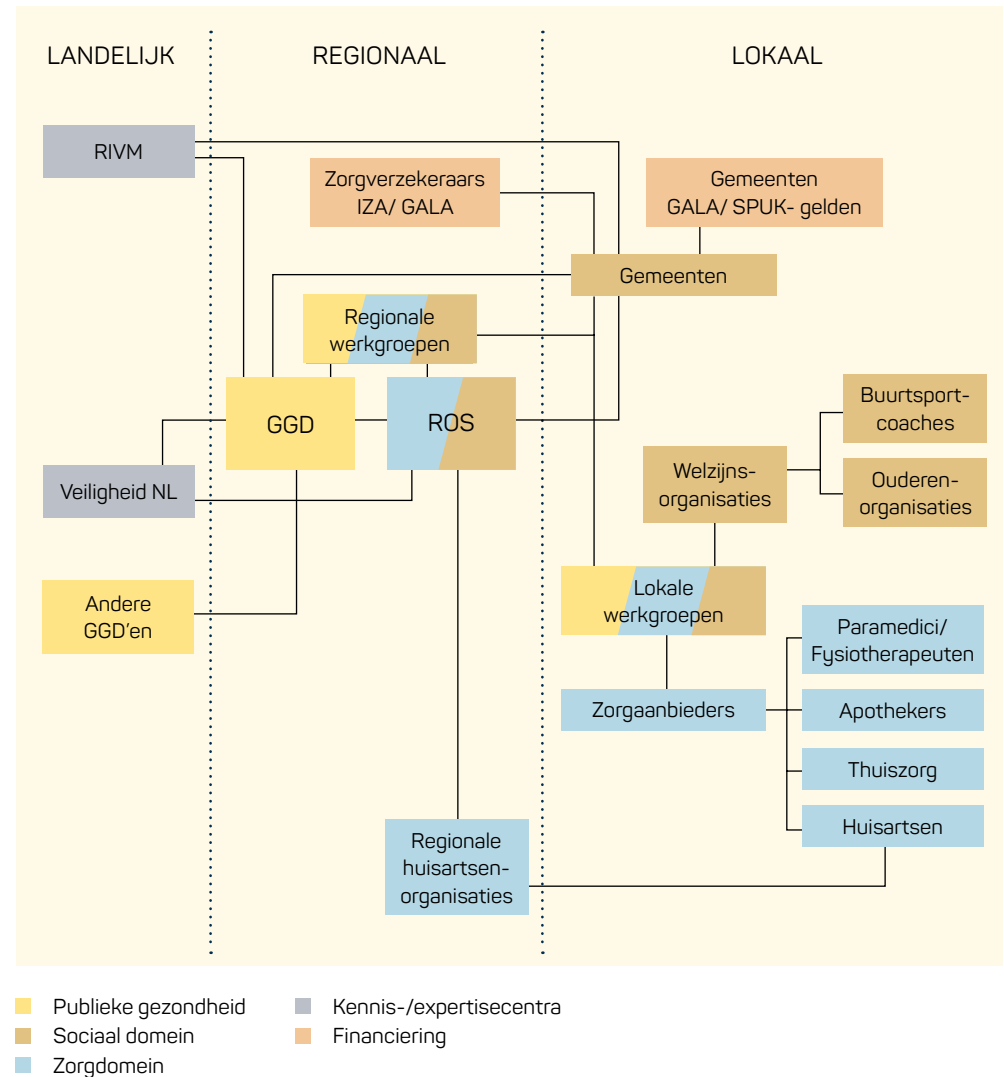 LANDELIJK
REGIONAAL
LOKAAL
RIVM
Zorgverzekeraars
IZA/ GALA
Gemeenten
GALA/ SPUK- gelden
Gemeenten
Regionale
werkgroepen
GGD
ROS
Buurtsport-
coaches
Welzijns-
organisaties
Ouderen-
organisaties
Veiligheid NL
Andere
GGD’en
Lokale
werkgroepen
Paramedici/
Fysiotherapeuten
Zorgaanbieders
Apothekers
Thuiszorg
Huisartsen
Regionale
huisartsen-
organisaties
Publieke gezondheid
Sociaal domein
Zorgdomein
Kennis-/expertisecentra
Financiering